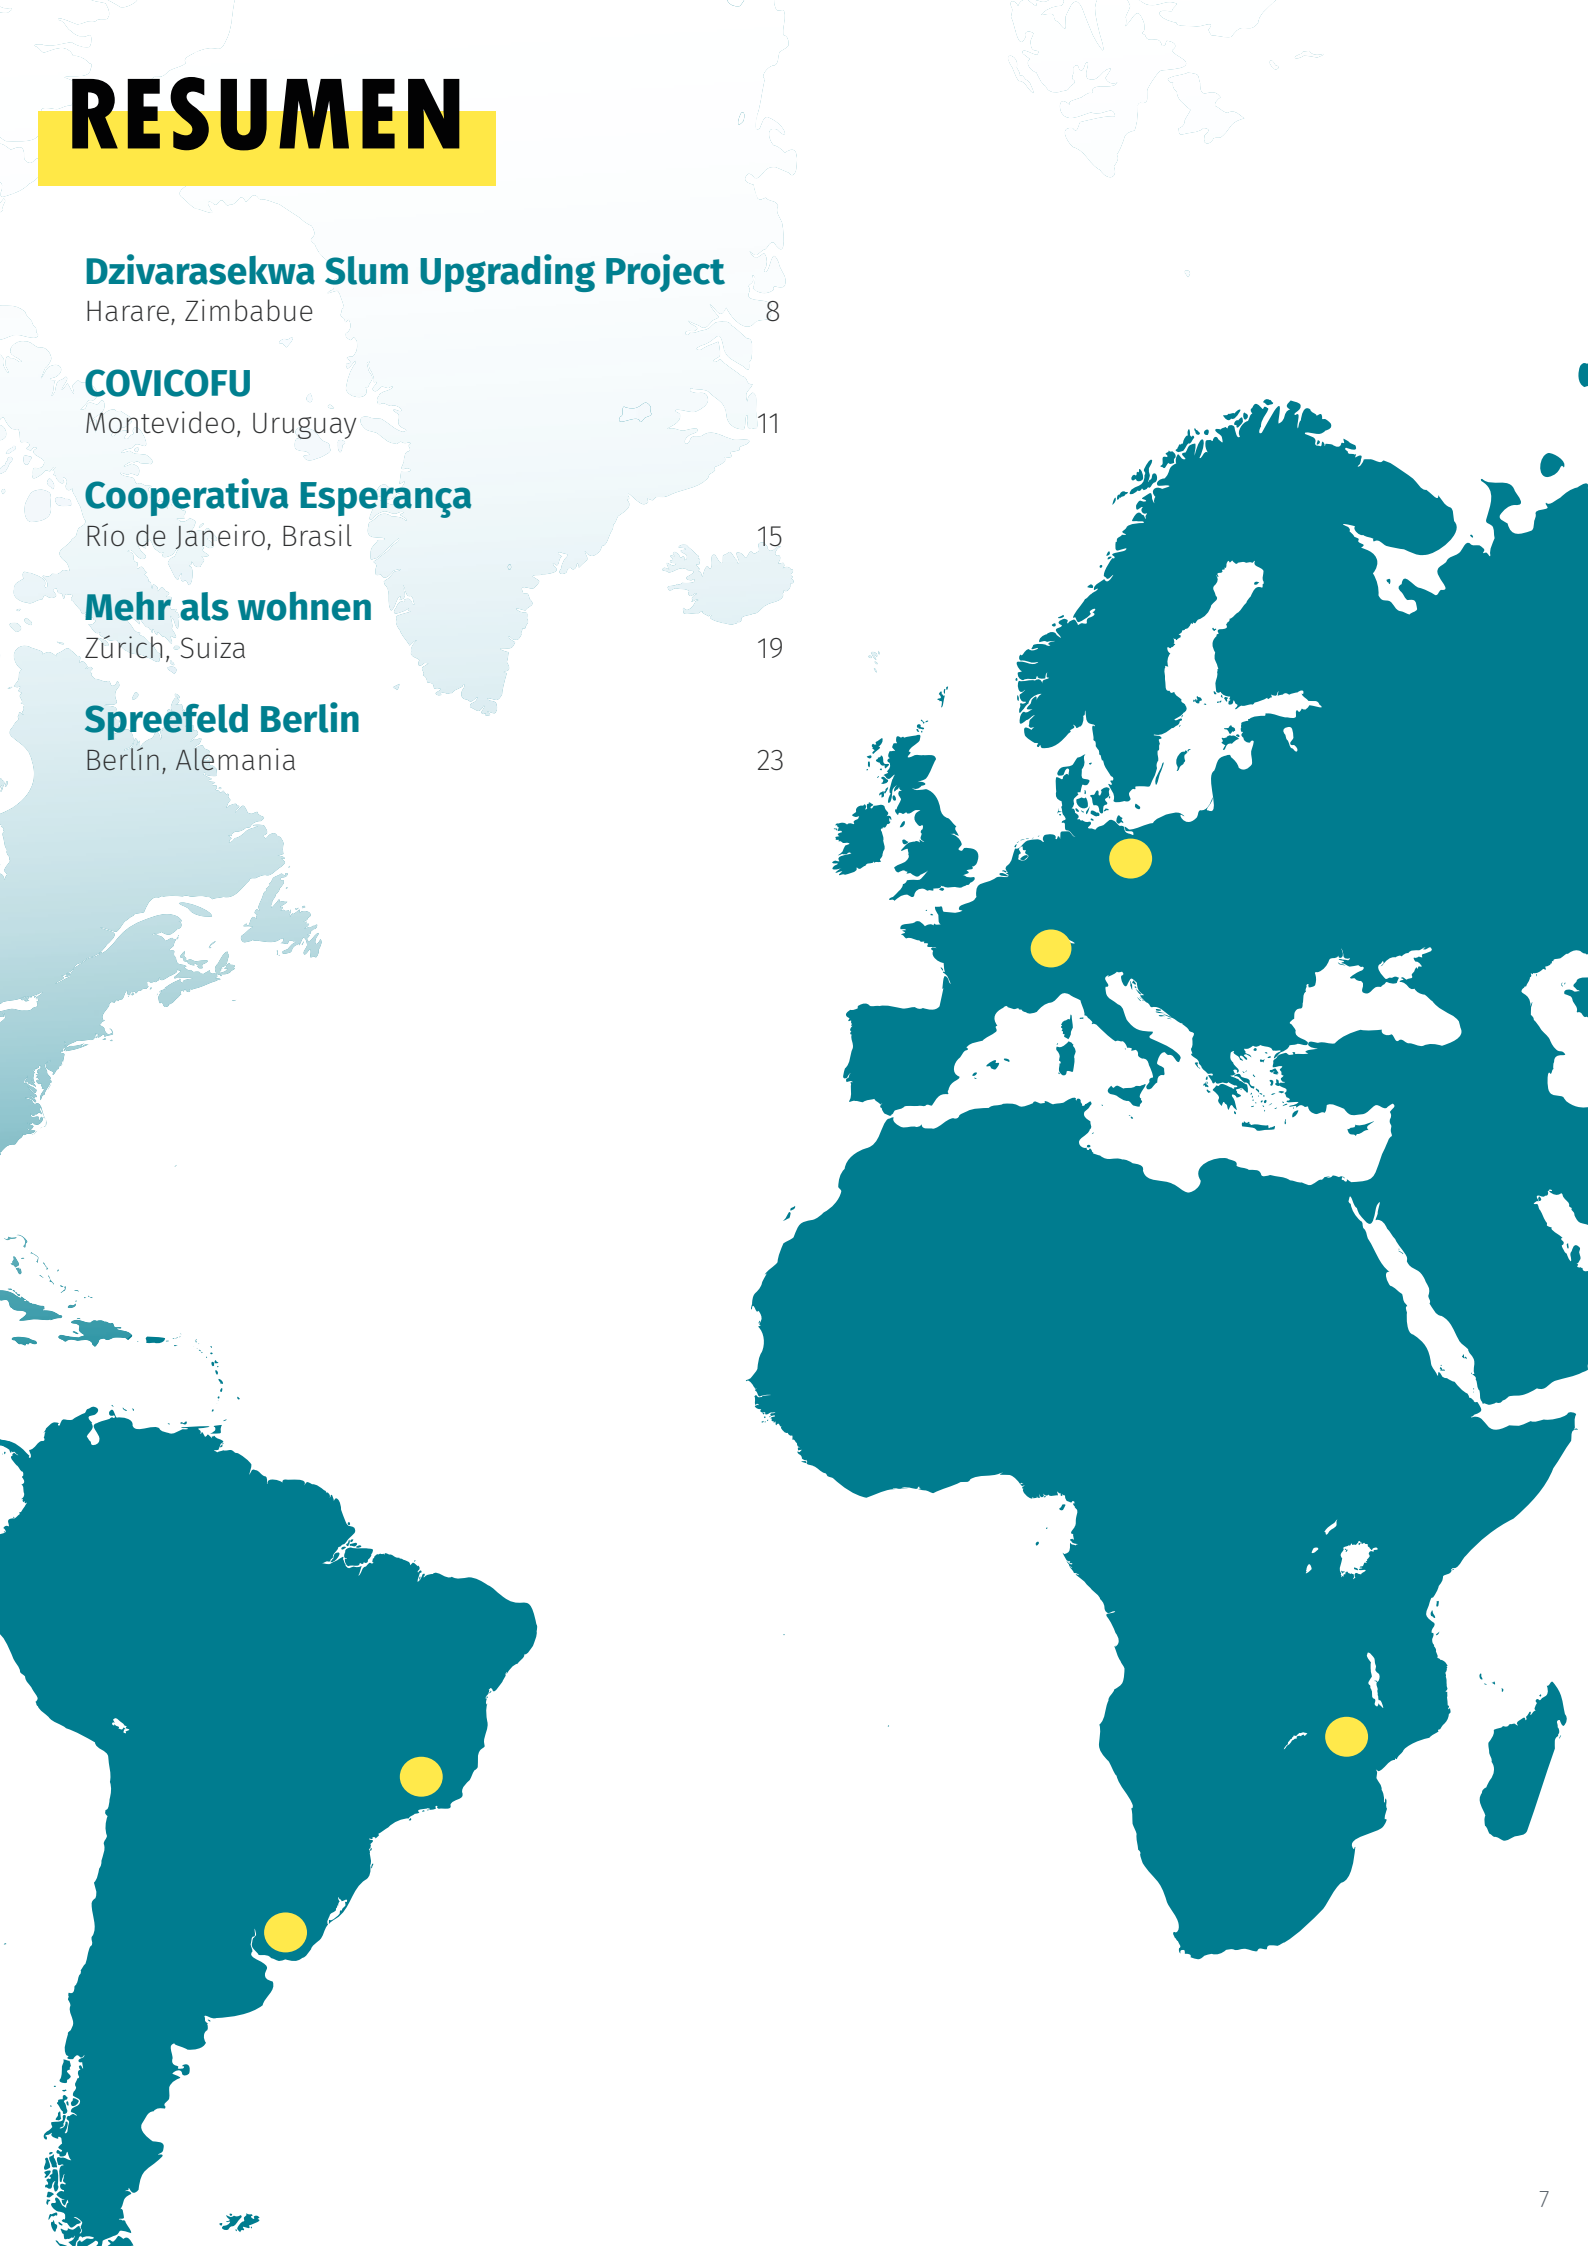 RESUMEN
Dzivarasekwa Slum Upgrading Project
Harare, Zimbabue 8
COVICOFU
Montevideo, Uruguay 11
Cooperativa Esperança
Río de Janeiro, Brasil 15
Mehr als wohnen
Zúrich, Suiza 19
Spreefeld Berlin
Berlín, Alemania 23
7